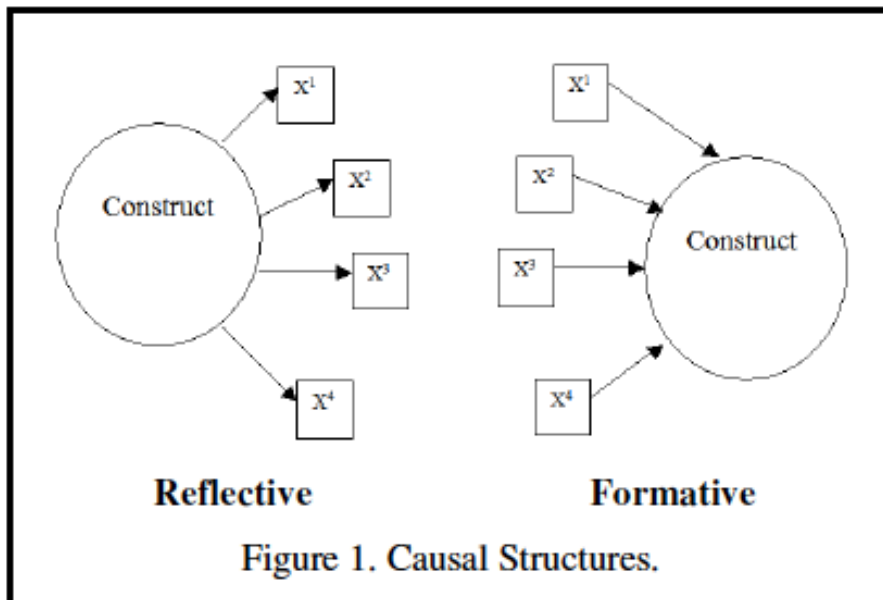 X¹
X²
Construct
X³
X⁴
Reflective
X¹
X²
Construct
X³
X⁴
Formative
Figure 1. Causal Structures.